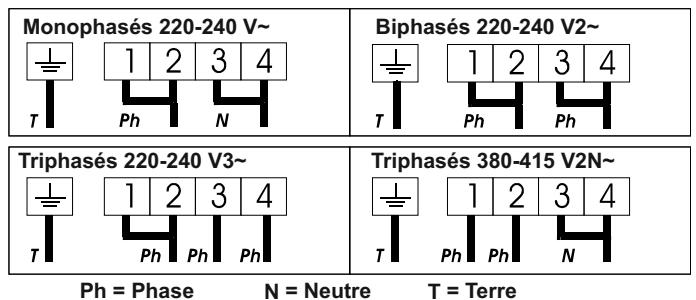 Monophasés 220-240 V~
1 2 3 4
T Ph N
Biphasés 220-240 V2~
1 2 3 4
T Ph Ph
Triphasés 220-240 V3~
1 2 3 4
T Ph Ph Ph
Triphasés 380-415 V2N~
1 2 3 4
T Ph Ph N
Ph = Phase N = Neutre T = Terre